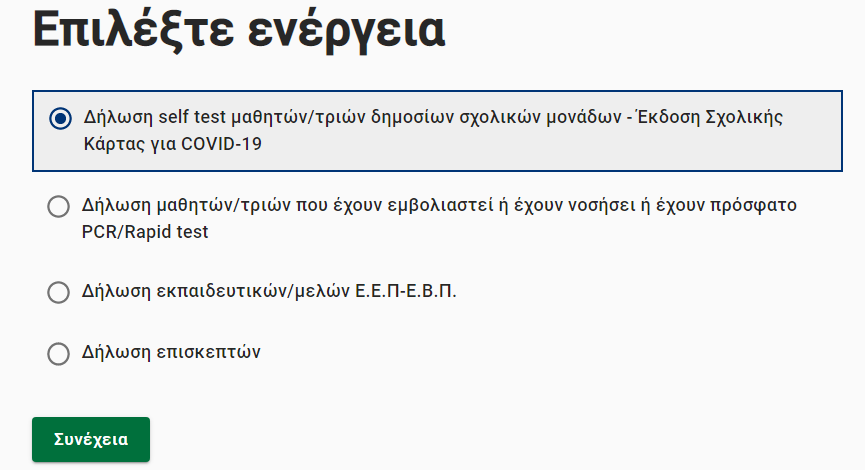 Επιλέξτε ενέργεια
Δήλωση self test μαθητών/τριών δημοσίων σχολικών μονάδων - Έκδοση Σχολικής
Κάρτας για COVID-19
Δήλωση μαθητών/τριών που έχουν εμβολιαστεί ή έχουν νοσήσει ή έχουν πρόσφατο
PCR/Rapid test
Δήλωση εκπαιδευτικών/μελών Ε.Ε.Π-Ε.Β.Π.
Δήλωση επισκεπτών
Συνέχεια